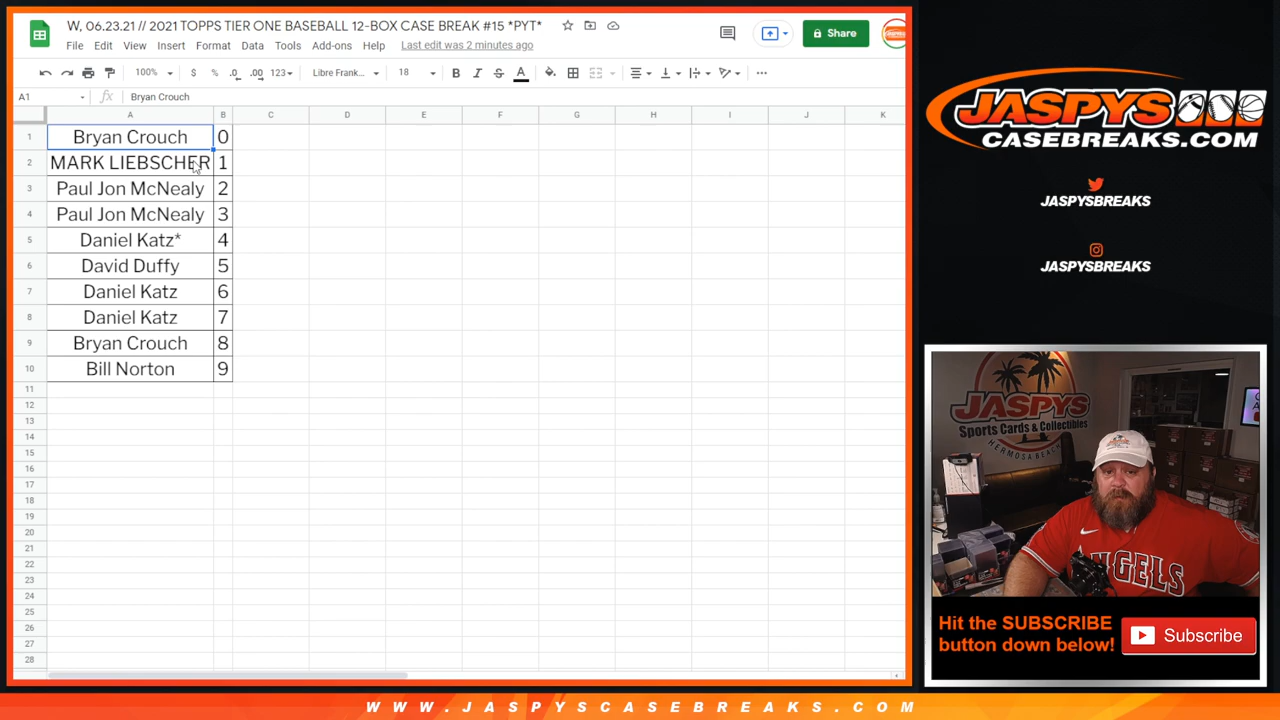 W, 06.23.21 // 2021 TOPPS TIER ONE BASEBALL 12-BOX CASE BREAK #15 *PYT*
File Edit View Insert Format Data Tools Add-ons Help Last edit was 2 minutes ago
Share
100% $ % .0 .00 123 Libre Frank... 18 B I S A
A1 fx Bryan Crouch
A B C D E F G H I J K
1 Bryan Crouch 0
2 MARK LIEBSCHER 1
3 Paul Jon McNealy 2
4 Paul Jon McNealy 3
5 Daniel Katz* 4
6 David Duffy 5
7 Daniel Katz 6
8 Daniel Katz 7
9 Bryan Crouch 8
10 Bill Norton 9
11
12
13
14
15
16
17
18
19
20
21
22
23
24
25
26
27
28
JASPYS
CASEBREAKS.COM
JASPYSBREAKS
JASPYSBREAKS
JASPYS
Sports Cards & Collectibles
HERMOSA BEACH
ANGELS
Hit the SUBSCRIBE
button down below!
Subscribe
WWW.JASPYSCASEBREAKS.COM